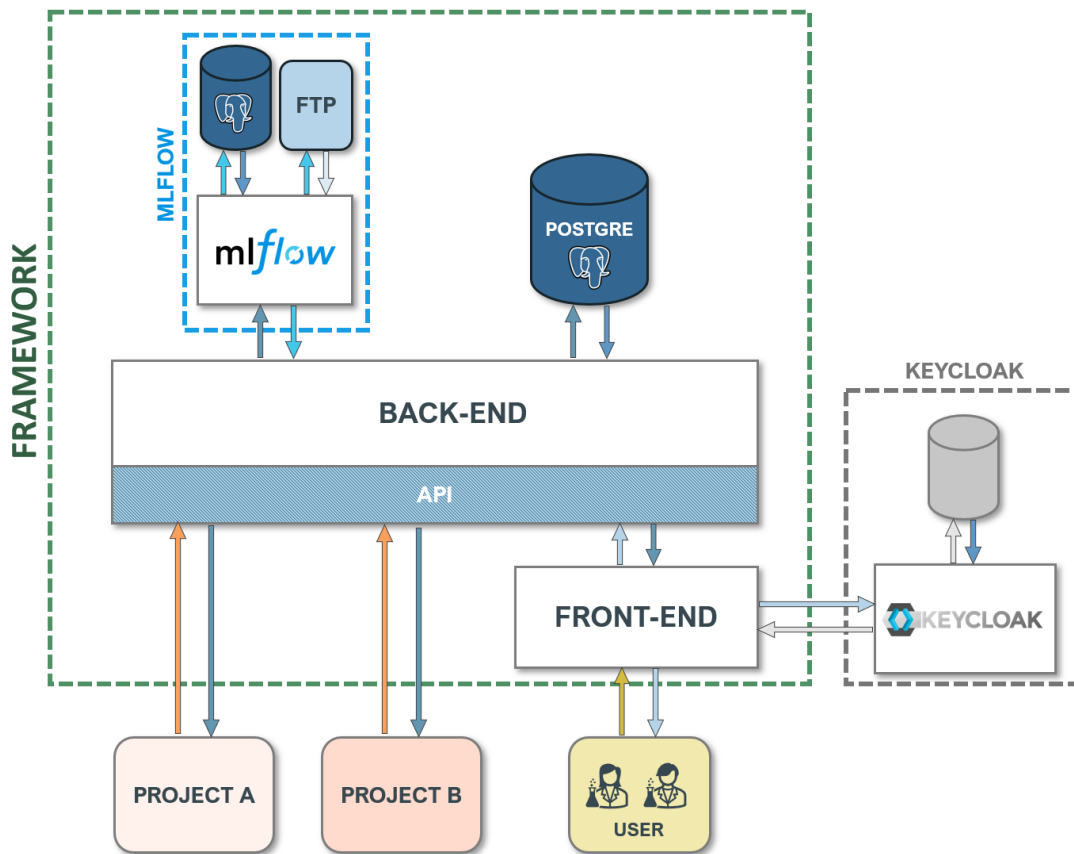 FRAMEWORK
MLFLOW
FTP
mlflow
POSTGRE
BACK-END
API
KEYCLOAK
FRONT-END
KEYCLOAK
PROJECT A
PROJECT B
USER